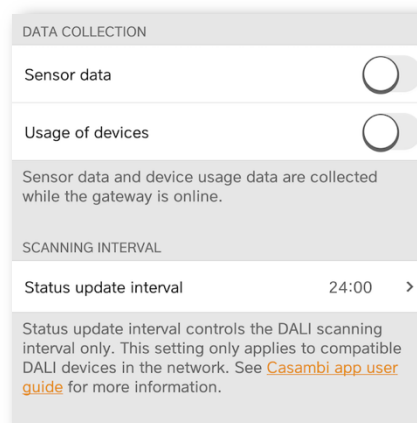 DATA COLLECTION
Sensor data
Usage of devices
Sensor data and device usage data are collected
while the gateway is online.
SCANNING INTERVAL
Status update interval 24:00 >
Status update interval controls the DALI scanning
interval only. This setting only applies to compatible
DALI devices in the network. See Casambi app user
guide for more information.